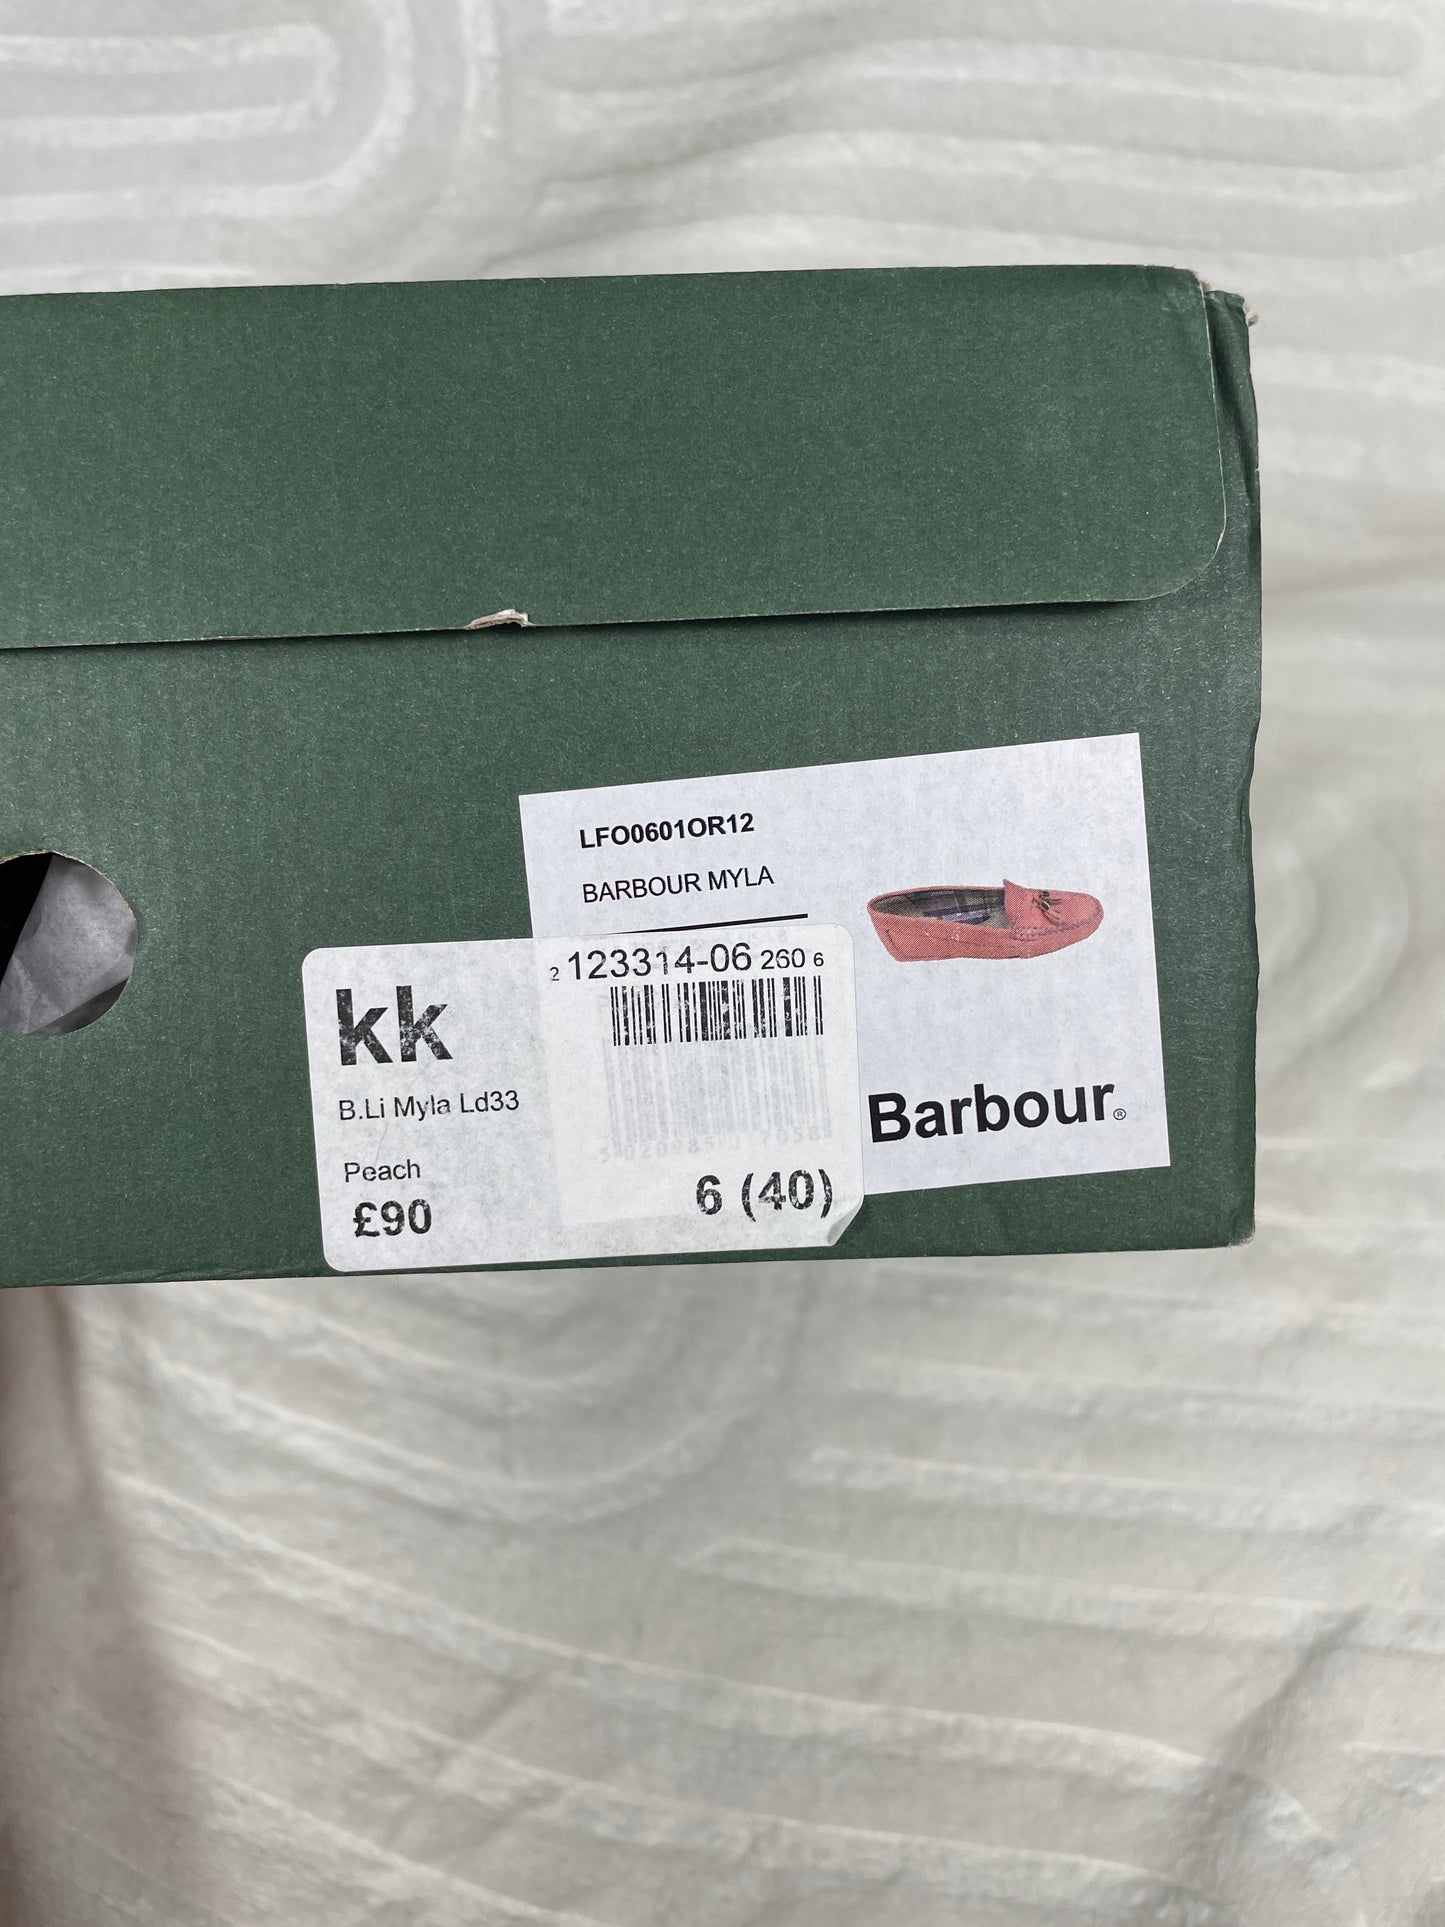 LFO0601OR12
BARBOUR MYLA
2 123314-06 260 6
kk
B.Li Myla Ld33
Peach
£90
6 (40)
Barbour®